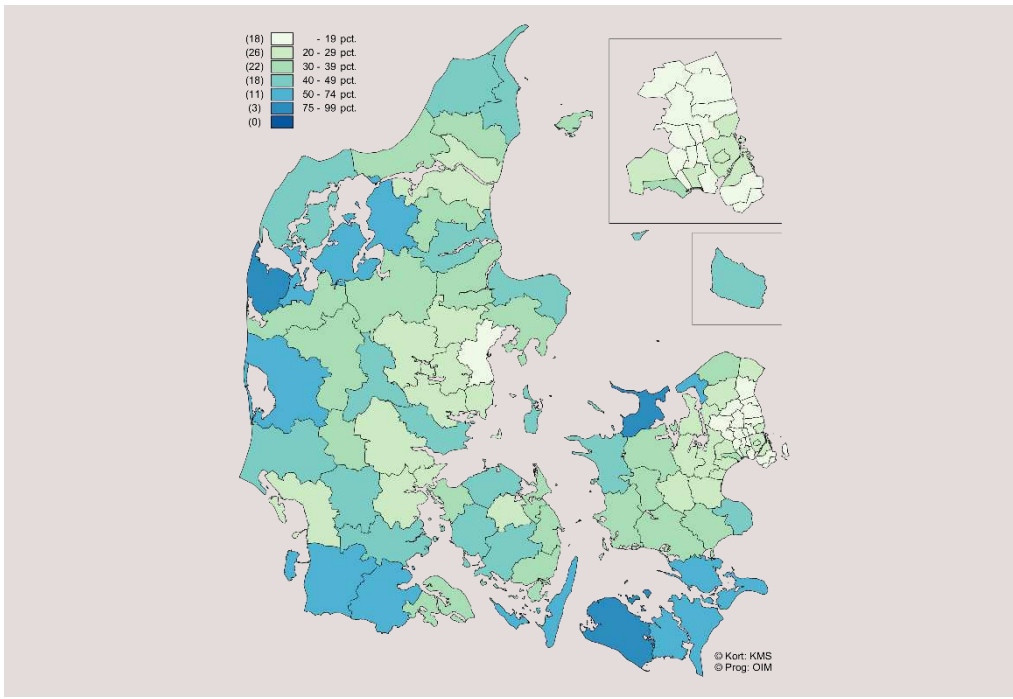 (18) - 19 pct.
(26) 20 - 29 pct.
(22) 30 - 39 pct.
(18) 40 - 49 pct.
(11) 50 - 74 pct.
(3) 75 - 99 pct.
(0)
© Kort: KMS
© Prog: OIM